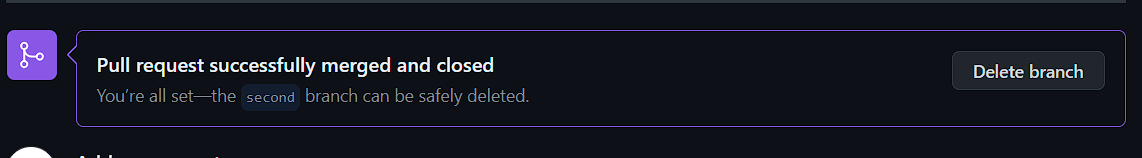 Pull request successfully merged and closed
You're all set—the second branch can be safely deleted.
Delete branch